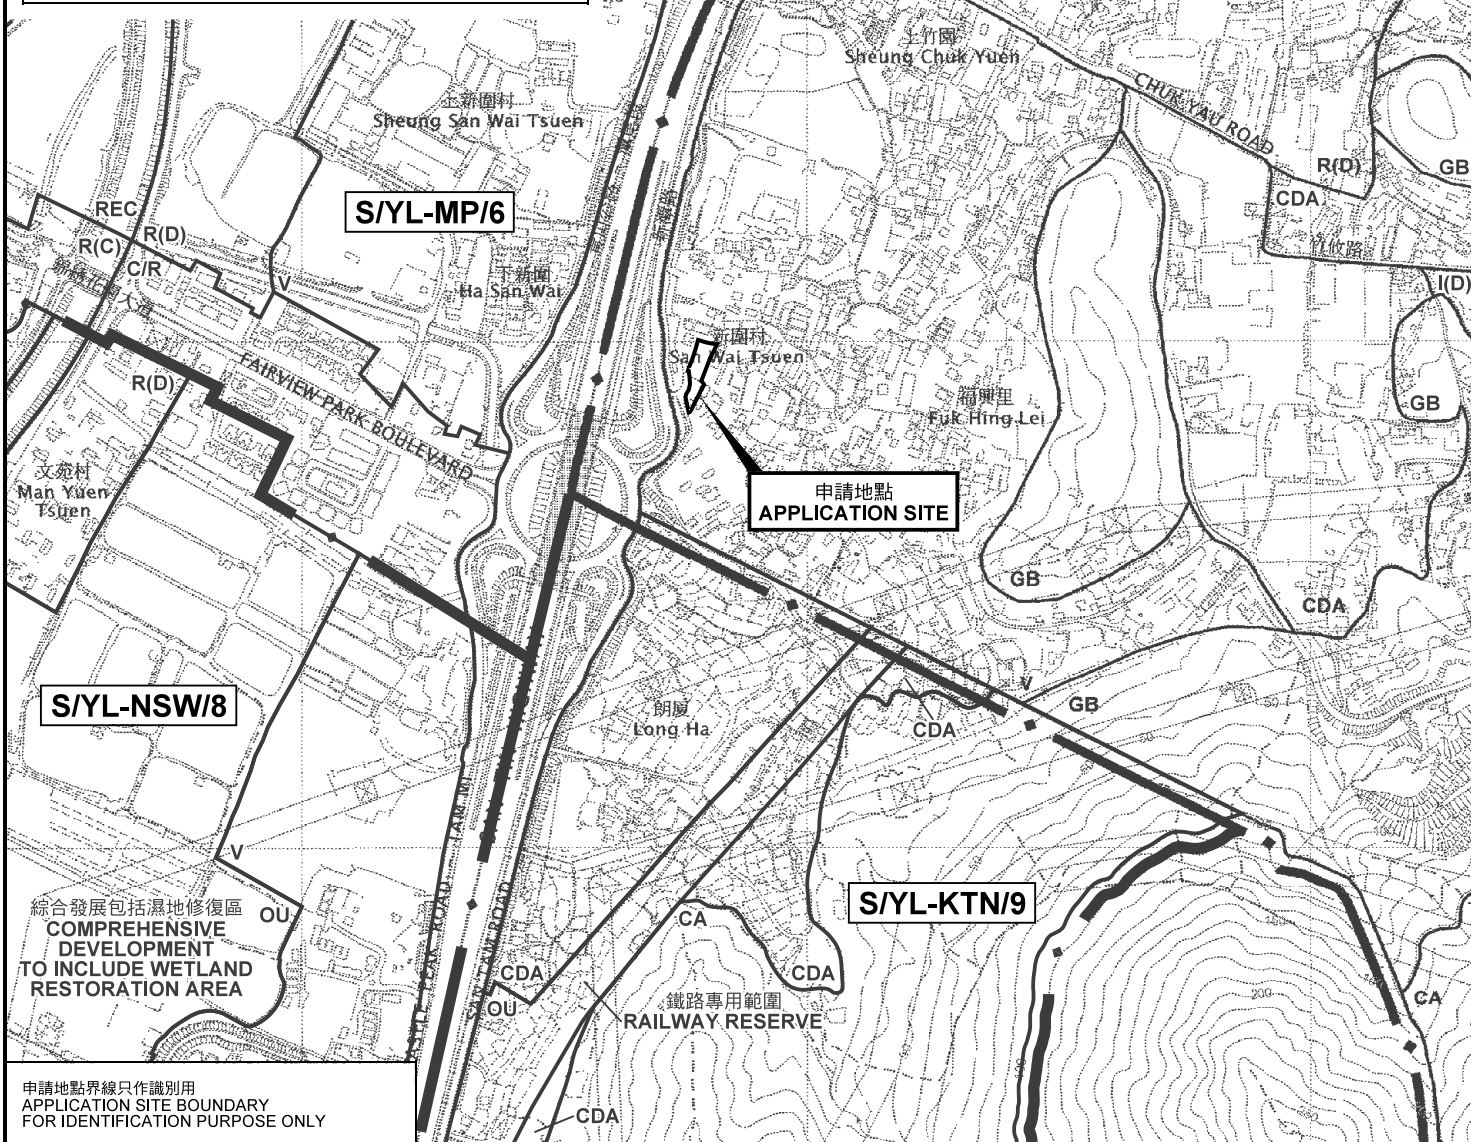 上竹園
Sheung Chuk Yuen
CHUK YAU ROAD
上新圍村
Sheung San Wai Tsuen
R(D)
GB
CDA
S/YL-MP/6
REC
R(C)
R(D)
C/R
V
竹攸路
I(D)
下新圍
Ha San Wai
新圍村
San Wai Tsuen
FAIRVIEW PARK BOULEVARD
R(D)
福興里
Fuk Hing Lei
GB
文苑村
Man Yuen
Tsuen
申請地點
APPLICATION SITE
GB
CDA
S/YL-NSW/8
朗廈
Long Ha
V
GB
CDA
V
S/YL-KTN/9
綜合發展包括濕地修復區
COMPREHENSIVE
DEVELOPMENT
TO INCLUDE WETLAND
RESTORATION AREA
OU
CA
CDA
OU
CDA
鐵路專用範圍
RAILWAY RESERVE
200
CA
SAN TAM ROAD
CDA
申請地點界線只作識別用
APPLICATION SITE BOUNDARY
FOR IDENTIFICATION PURPOSE ONLY